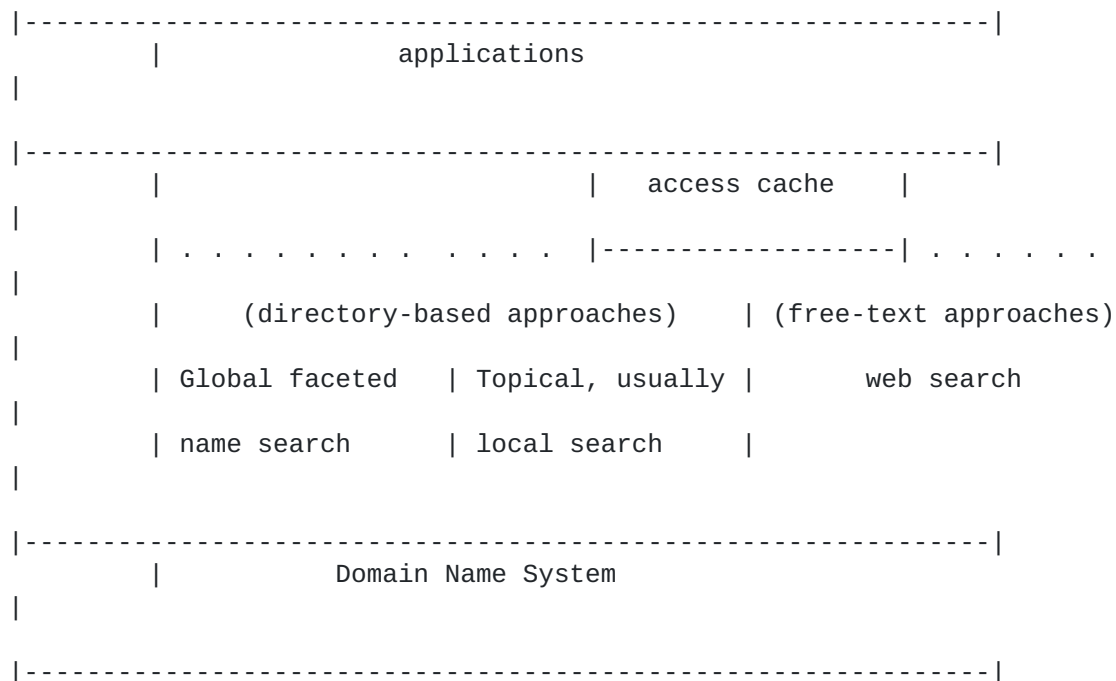 |--------------------------------------------------------------|
| applications
|
|--------------------------------------------------------------|
| | access cache |
|
| . . . . . . . . . . . . |-------------------| . . . . . .
|
| (directory-based approaches) | (free-text approaches)
|
| Global faceted | Topical, usually | web search
|
| name search | local search |
|
|--------------------------------------------------------------|
| Domain Name System
|
|--------------------------------------------------------------|